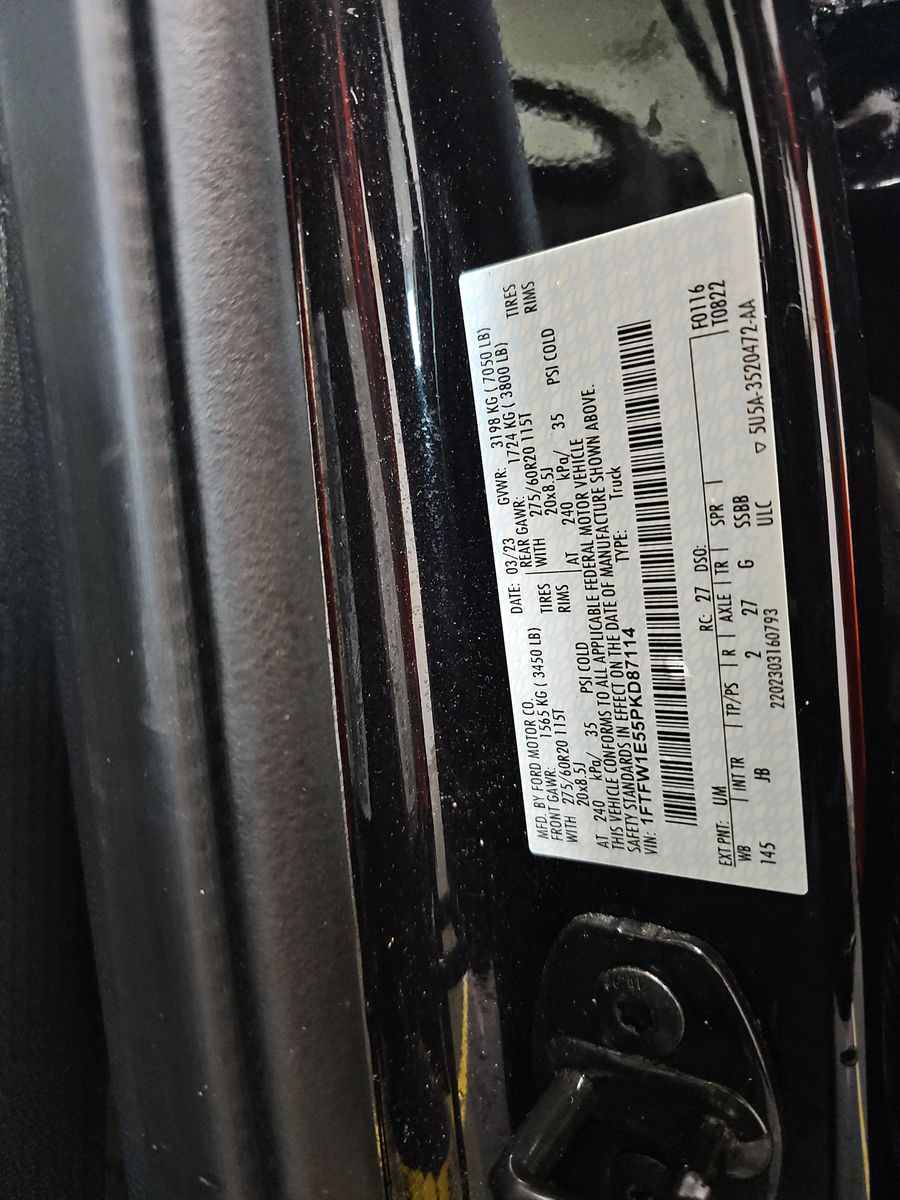 MFD. BY FORD MOTOR CO. DATE: 03/23 GVWR: 3198 KG ( 7050 LB)
FRONT GAWR: 1565 KG ( 3450 LB) REAR GAWR: 1724 KG ( 3800 LB)
WITH 275/60R20 115T TIRES WITH 275/60R20 115T TIRES
20x8.5J RIMS 20x8.5J RIMS
AT 240 kPa/ 35 PSI COLD AT 240 kPa/ 35 PSI COLD
THIS VEHICLE CONFORMS TO ALL APPLICABLE FEDERAL MOTOR VEHICLE
SAFETY STANDARDS IN EFFECT ON THE DATE OF MANUFACTURE SHOWN ABOVE.
VIN: 1FTFW1E55PKD87114 TYPE: Truck
EXT PNT: UM RC: 27 DSO: F0116
WB INT TR TP/PS R AXLE TR SPR T0822
145 JB 2 27 G SSBB
2202303160793 ULC ▽ 5U5A-3520472-AA